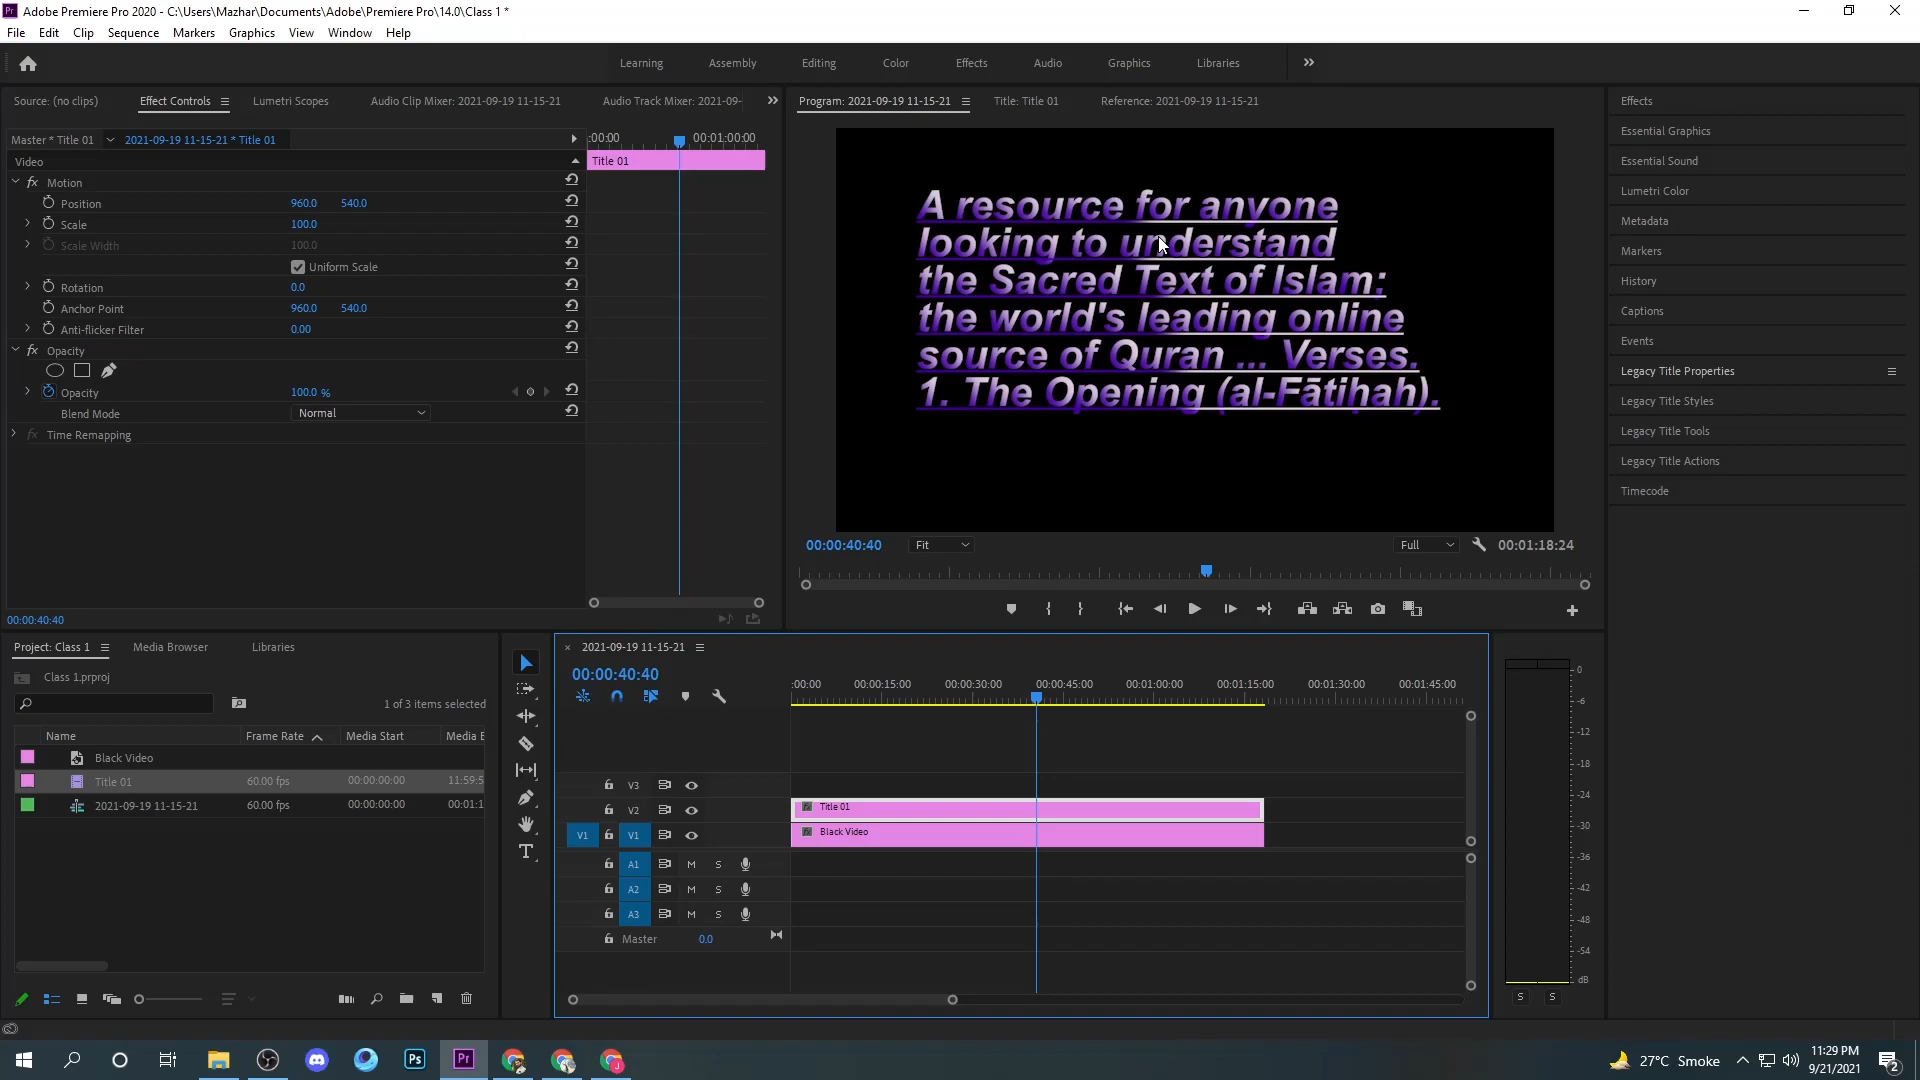 Adobe Premiere Pro 2020 - C:\Users\Mazhar\Documents\Adobe\Premiere Pro\14.0\Class 1 *
File Edit Clip Sequence Markers Graphics View Window Help
Learning Assembly Editing Color Effects Audio Graphics Libraries
Source: (no clips) Effect Controls Lumetri Scopes Audio Clip Mixer: 2021-09-19 11-15-21 Audio Track Mixer: 2021-09-
Program: 2021-09-19 11-15-21 Title: Title 01 Reference: 2021-09-19 11-15-21
Master * Title 01 2021-09-19 11-15-21 * Title 01
:00:00 00:01:00:00
Video
Title 01
fx Motion
Position 960.0 540.0
Scale 100.0
Scale Width 100.0
Uniform Scale
Rotation 0.0
Anchor Point 960.0 540.0
Anti-flicker Filter 0.00
fx Opacity
Opacity 100.0 %
Blend Mode Normal
fx Time Remapping
00:00:40:40
A resource for anyone
looking to understand
the Sacred Text of Islam:
the world's leading online
source of Quran ... Verses.
1. The Opening (al-Fātiḥah).
00:00:40:40 Fit Full 00:01:18:24
Effects
Essential Graphics
Essential Sound
Lumetri Color
Metadata
Markers
History
Captions
Events
Legacy Title Properties
Legacy Title Styles
Legacy Title Tools
Legacy Title Actions
Timecode
Project: Class 1 Media Browser Libraries
Class 1.prproj
1 of 3 items selected
Name Frame Rate Media Start Media E
Black Video
Title 01 60.00 fps 00:00:00:00 11:59:5
2021-09-19 11-15-21 60.00 fps 00:00:00:00 00:01:1
2021-09-19 11-15-21
00:00:40:40
:00:00 00:00:15:00 00:00:30:00 00:00:45:00 00:01:00:00 00:01:15:00 00:01:30:00 00:01:45:00
V3
V2 Title 01
V1 V1 Black Video
A1 M S
A2 M S
A3 M S
Master 0.0
0
-6
-12
-18
-24
-30
-36
-42
-48
-54
dB
S S
Ps Pr J
27°C Smoke
11:29 PM
9/21/2021
2